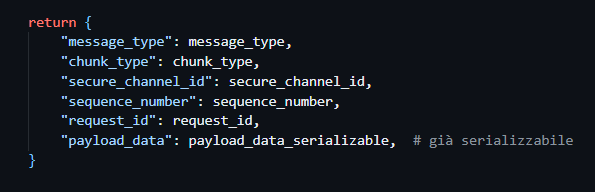 return {
"message_type": message_type,
"chunk_type": chunk_type,
"secure_channel_id": secure_channel_id,
"sequence_number": sequence_number,
"request_id": request_id,
"payload_data": payload_data_serializable,  # già serializzabile
}